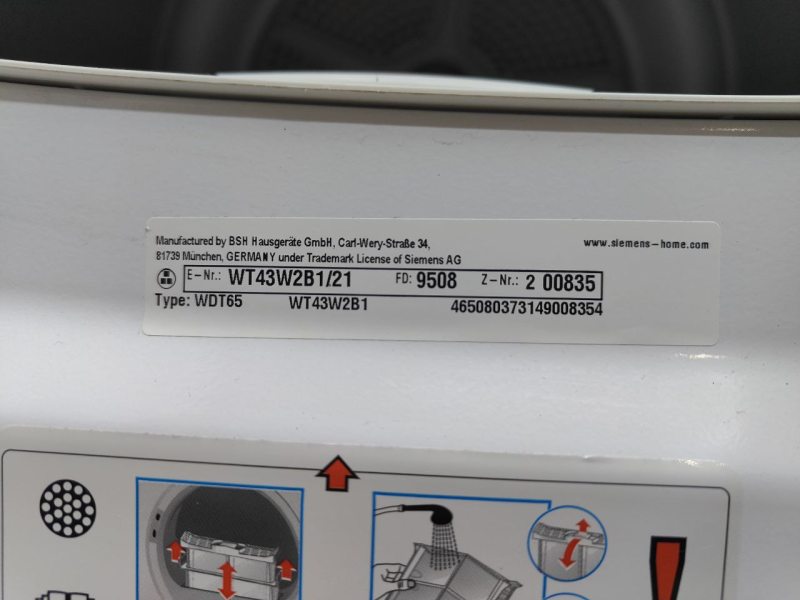 Manufactured by BSH Hausgeräte GmbH, Carl-Wery-Straße 34,
www.siemens-home.com
81739 München, GERMANY under Trademark License of Siemens AG
E-Nr.: WT43W2B1/21 FD: 9508 Z-Nr.: 2 00835
Type: WDT65 WT43W2B1 465080373149008354